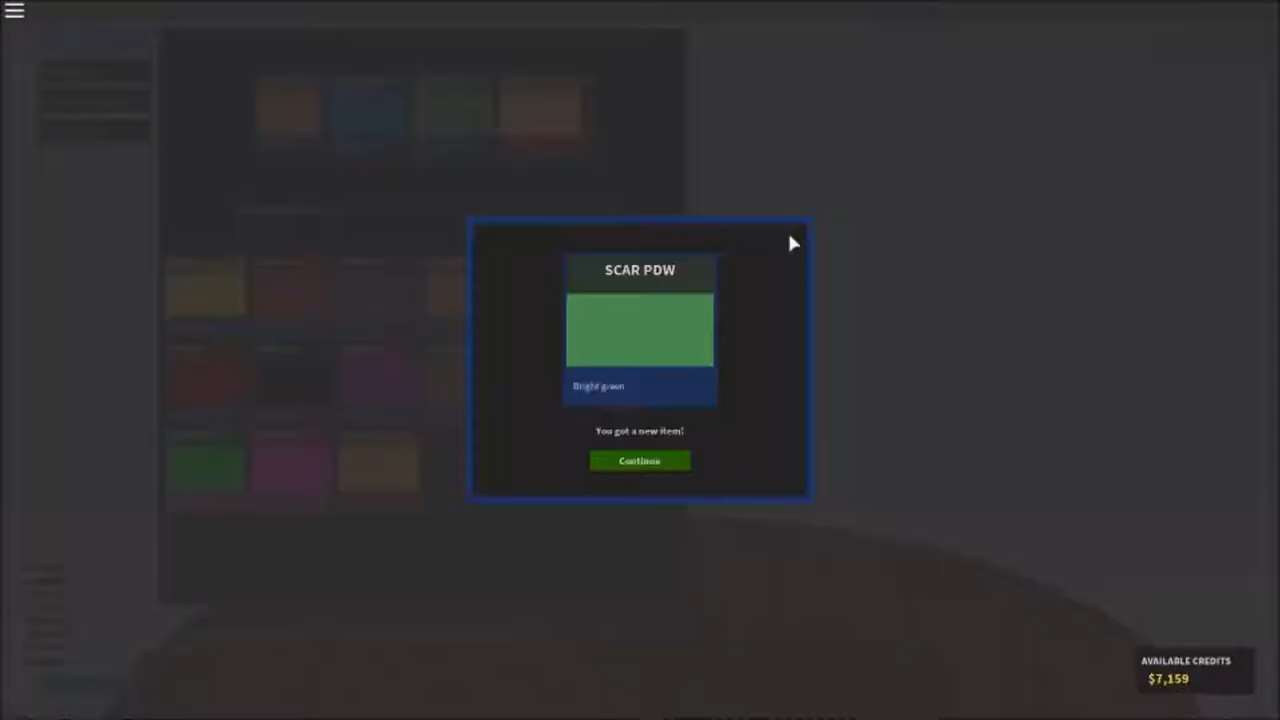 SCAR PDW
Bright green
You got a new item!
Continue
AVAILABLE CREDITS
$7,159